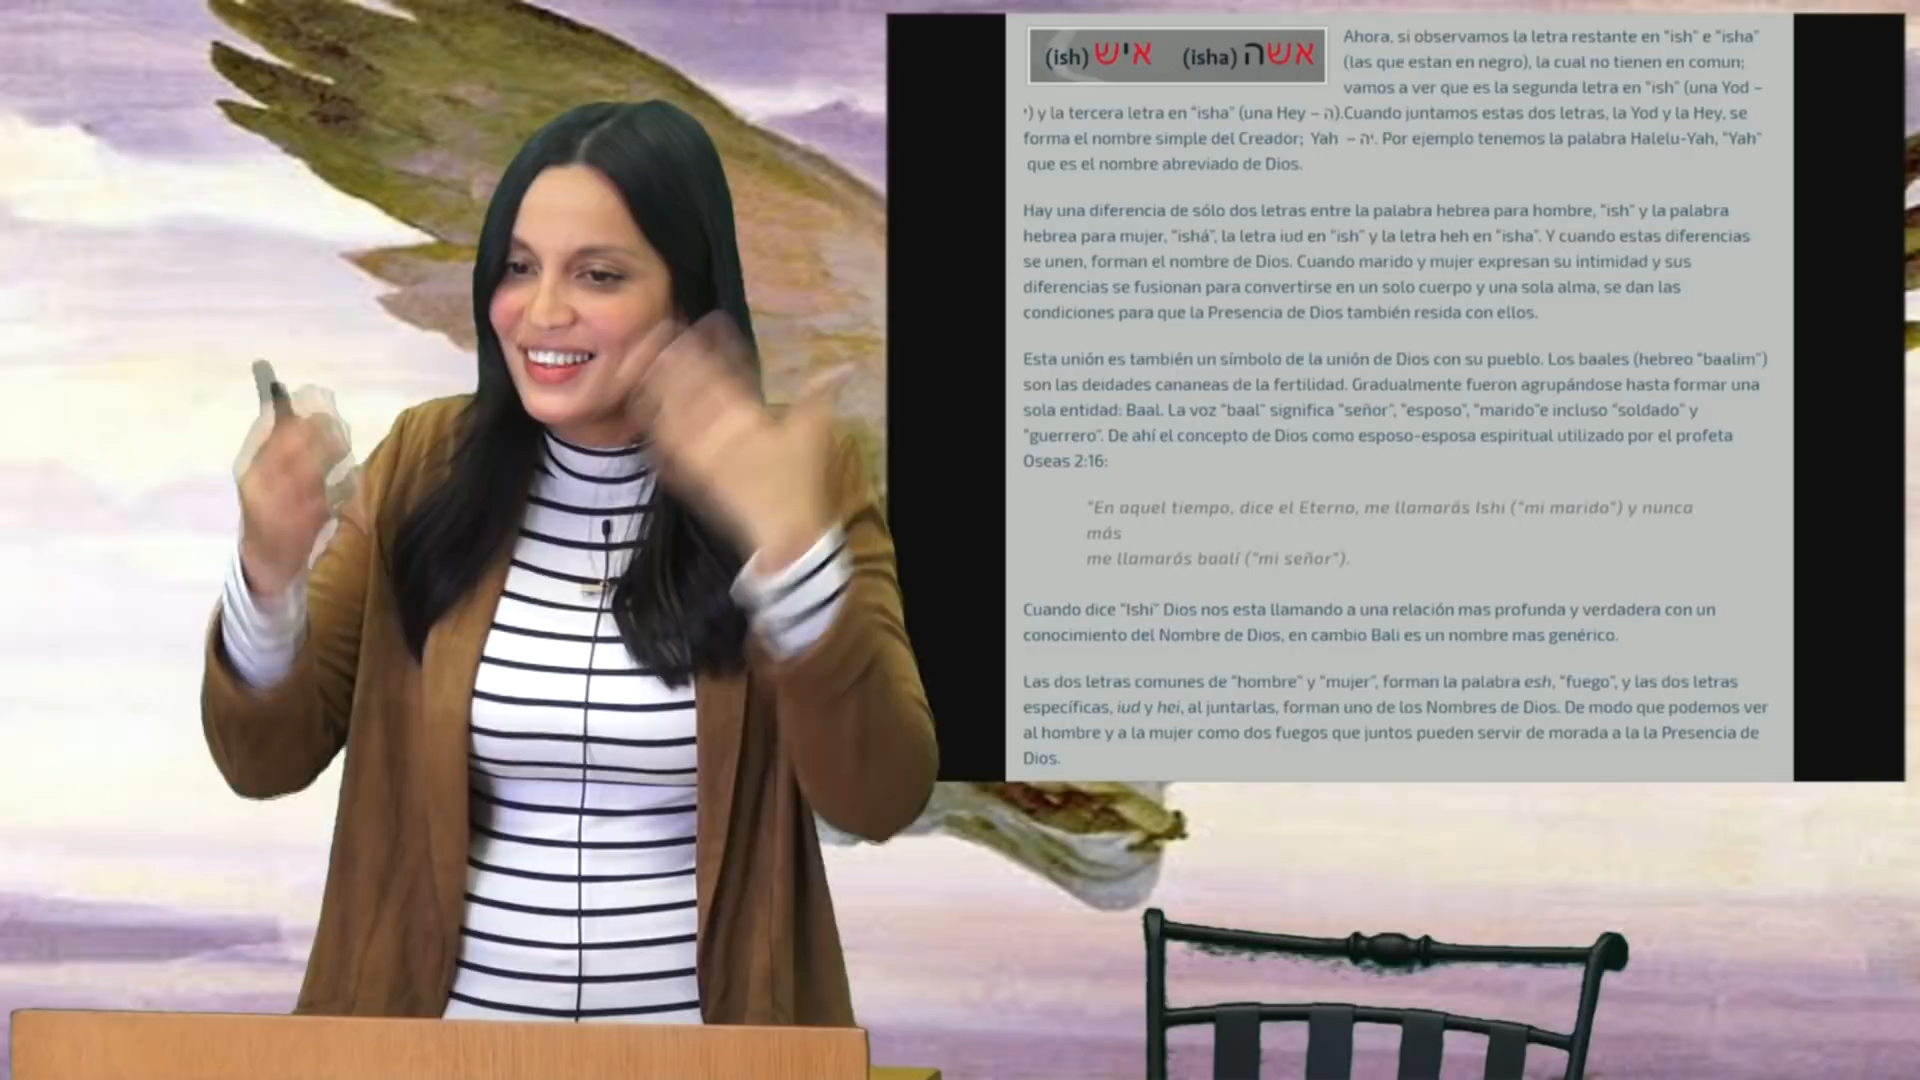 (ish) איש (isha) אשה
Ahora, si observamos la letra restante en "ish" e "isha"
(las que estan en negro), la cual no tienen en comun;
vamos a ver que es la segunda letra en "ish" (una Yod –
י) y la tercera letra en "isha" (una Hey – ה).Cuando juntamos estas dos letras, la Yod y la Hey, se
forma el nombre simple del Creador; Yah – יה. Por ejemplo tenemos la palabra Halelu-Yah, "Yah"
que es el nombre abreviado de Dios.
Hay una diferencia de sólo dos letras entre la palabra hebrea para hombre, "ish" y la palabra
hebrea para mujer, "ishá", la letra iud en "ish" y la letra heh en "isha". Y cuando estas diferencias
se unen, forman el nombre de Dios. Cuando marido y mujer expresan su intimidad y sus
diferencias se fusionan para convertirse en un solo cuerpo y una sola alma, se dan las
condiciones para que la Presencia de Dios también resida con ellos.
Esta unión es también un símbolo de la unión de Dios con su pueblo. Los baales (hebreo "baalim")
son las deidades cananeas de la fertilidad. Gradualmente fueron agrupándose hasta formar una
sola entidad: Baal. La voz "baal" significa "señor", "esposo", "marido"e incluso "soldado" y
"guerrero". De ahí el concepto de Dios como esposo-esposa espiritual utilizado por el profeta
Oseas 2:16:
"En aquel tiempo, dice el Eterno, me llamarás Ishi ("mi marido") y nunca
más
me llamarás baalí ("mi señor").
Cuando dice "Ishi" Dios nos esta llamando a una relación mas profunda y verdadera con un
conocimiento del Nombre de Dios, en cambio Bali es un nombre mas genérico.
Las dos letras comunes de "hombre" y "mujer", forman la palabra esh, "fuego", y las dos letras
específicas, iud y hei, al juntarlas, forman uno de los Nombres de Dios. De modo que podemos ver
al hombre y a la mujer como dos fuegos que juntos pueden servir de morada a la la Presencia de
Dios.